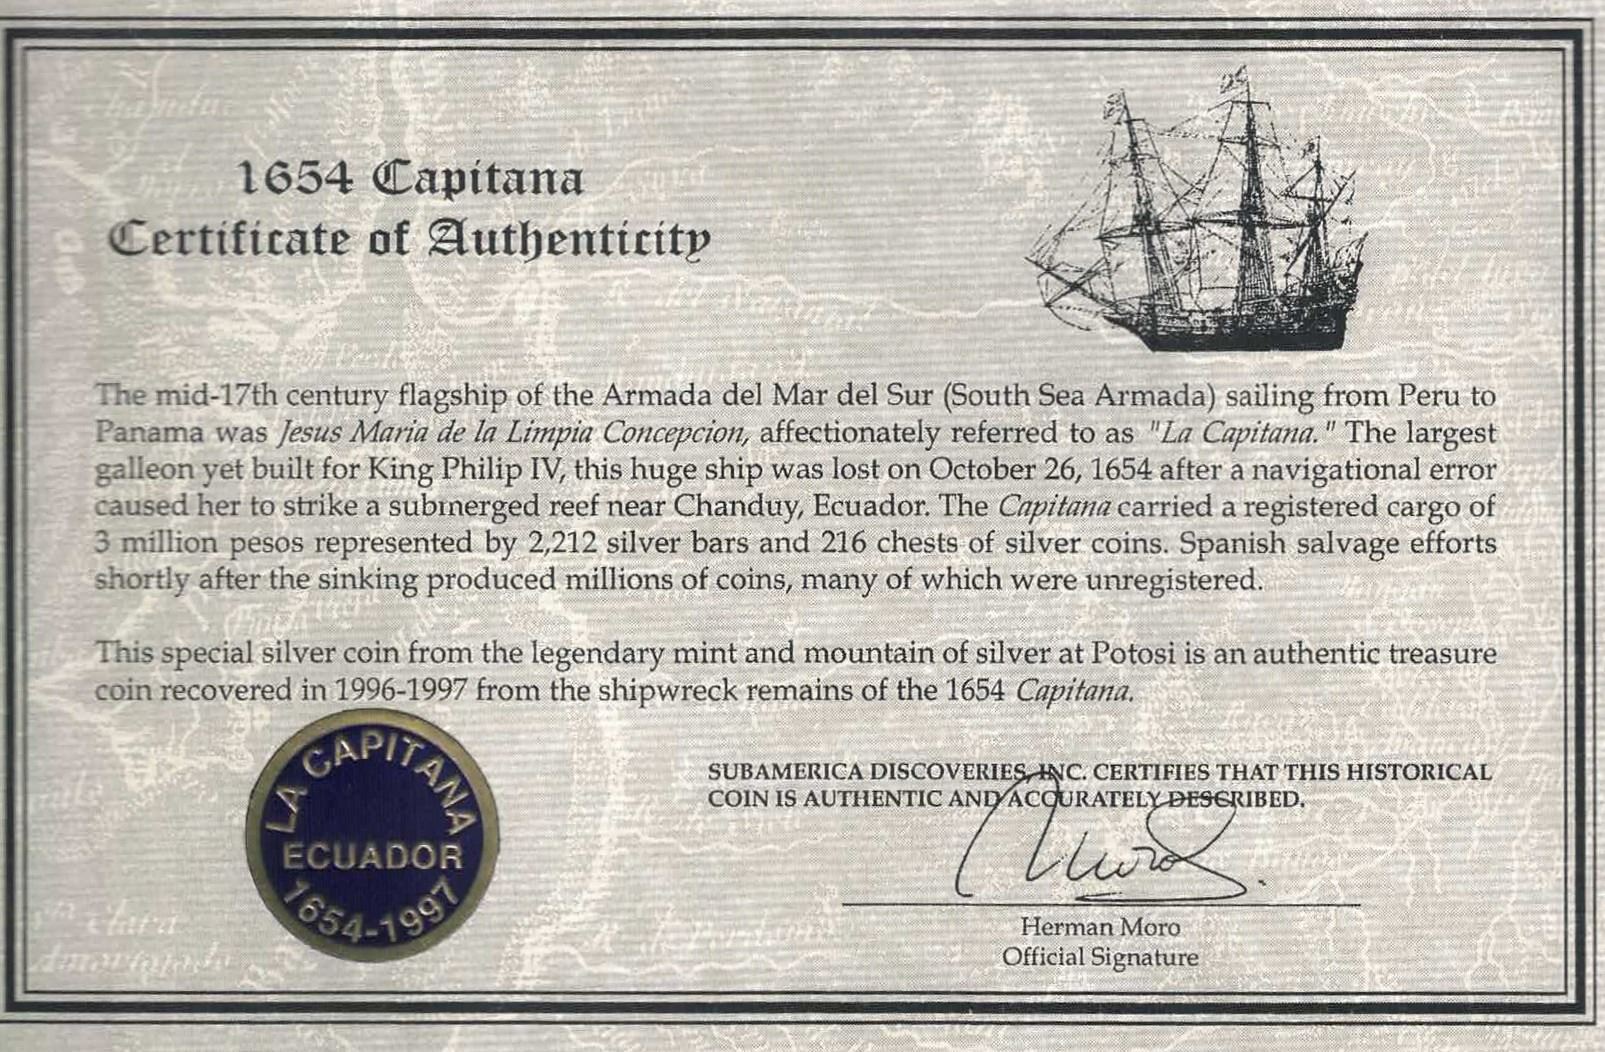 1654 Capitana
Certificate of Authenticity
The mid-17th century flagship of the Armada del Mar del Sur (South Sea Armada) sailing from Peru to
Panama was Jesus Maria de la Limpia Concepcion, affectionately referred to as "La Capitana." The largest
galleon yet built for King Philip IV, this huge ship was lost on October 26, 1654 after a navigational error
caused her to strike a submerged reef near Chanduy, Ecuador. The Capitana carried a registered cargo of
3 million pesos represented by 2,212 silver bars and 216 chests of silver coins. Spanish salvage efforts
shortly after the sinking produced millions of coins, many of which were unregistered.
This special silver coin from the legendary mint and mountain of silver at Potosi is an authentic treasure
coin recovered in 1996-1997 from the shipwreck remains of the 1654 Capitana.
LA CAPITANA
ECUADOR
1654-1997
SUBAMERICA DISCOVERIES, INC. CERTIFIES THAT THIS HISTORICAL
COIN IS AUTHENTIC AND ACCURATELY DESCRIBED.
Moro
Herman Moro
Official Signature